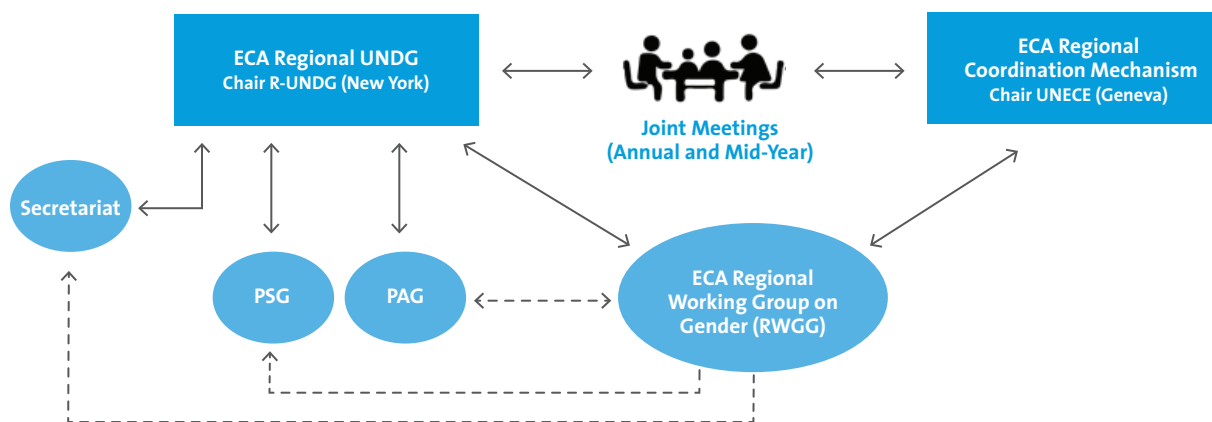 ECA Regional UNDG
Chair R-UNDG (New York)
Joint Meetings
(Annual and Mid-Year)
ECA Regional
Coordination Mechanism
Chair UNECE (Geneva)
Secretariat
PSG
PAG
ECA Regional
Working Group on
Gender (RWGG)